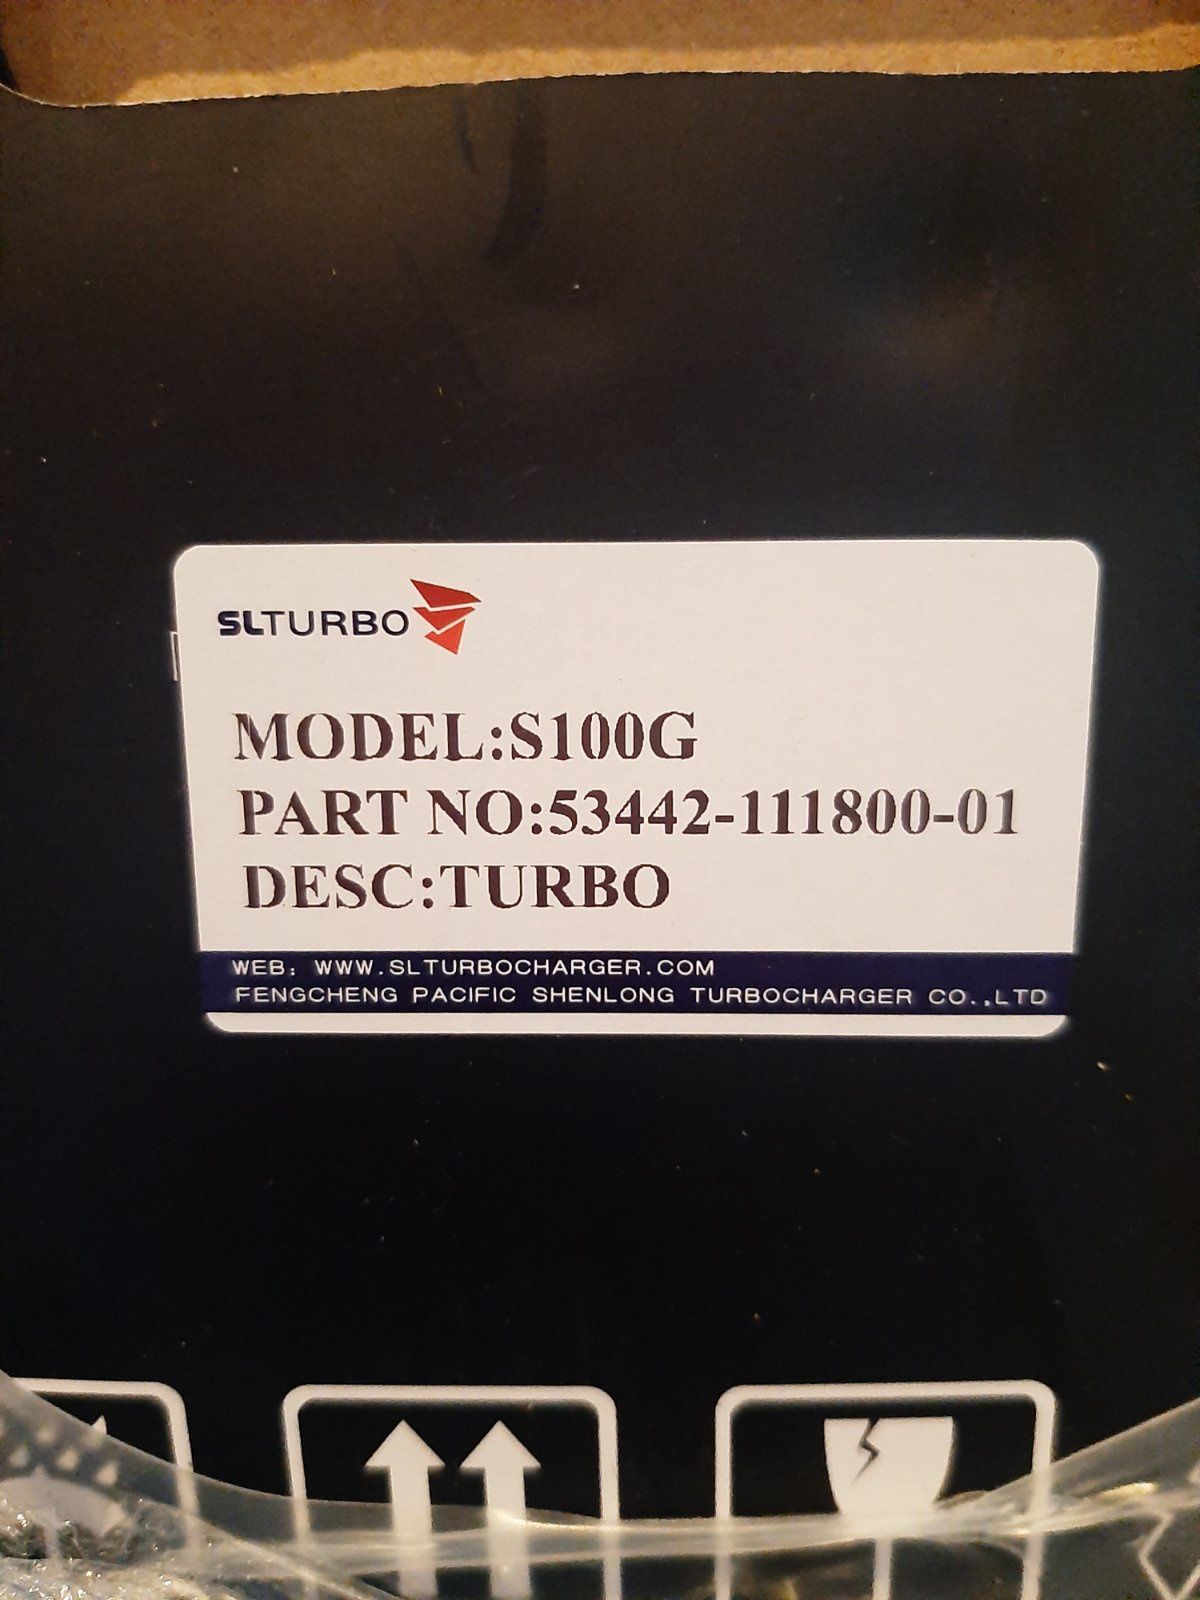 SLTURBO
MODEL:S100G
PART NO:53442-111800-01
DESC:TURBO
WEB: WWW.SLTURBOCHARGER.COM
FENGCHENG PACIFIC SHENLONG TURBOCHARGER CO.,LTD